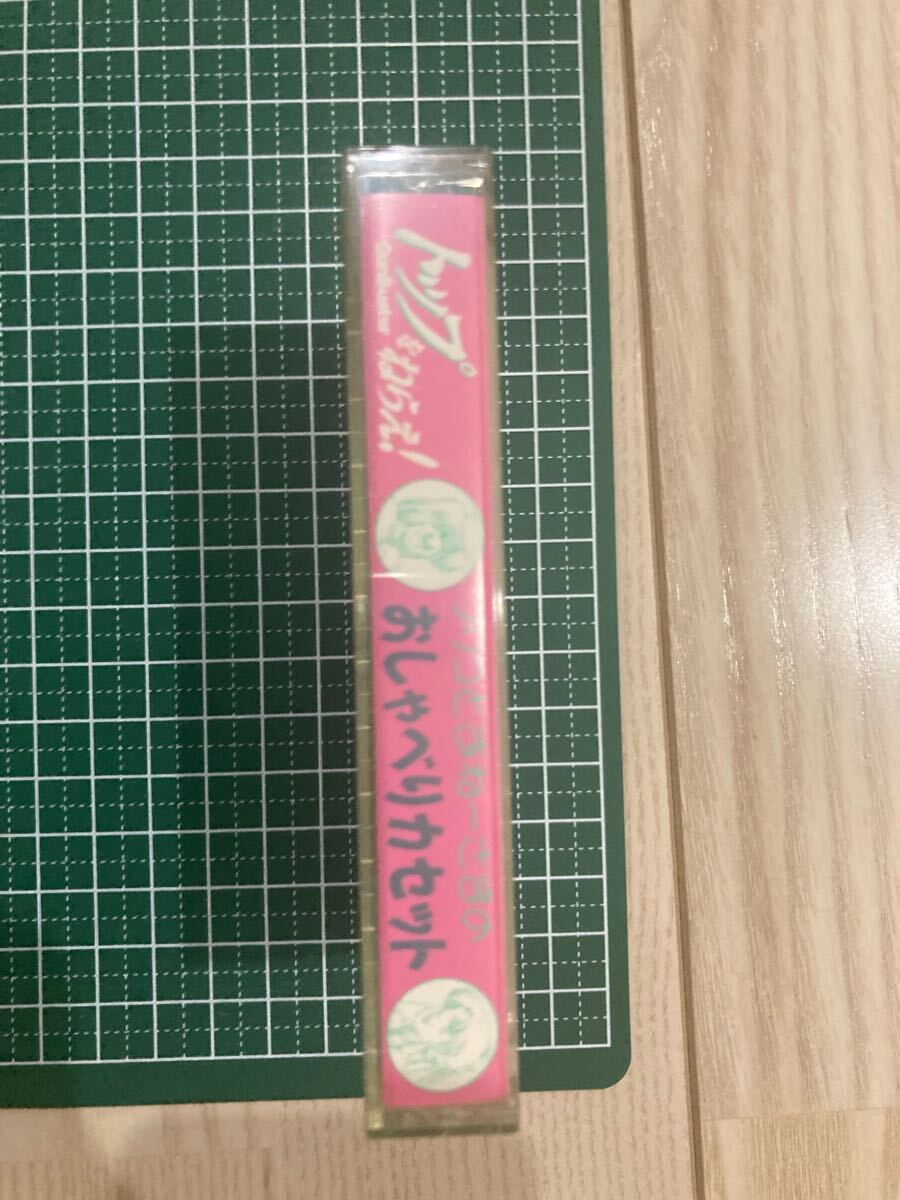 トップ
をねらえ!
GunBuster
ノリコとおねーさまの
おしゃべりカセット